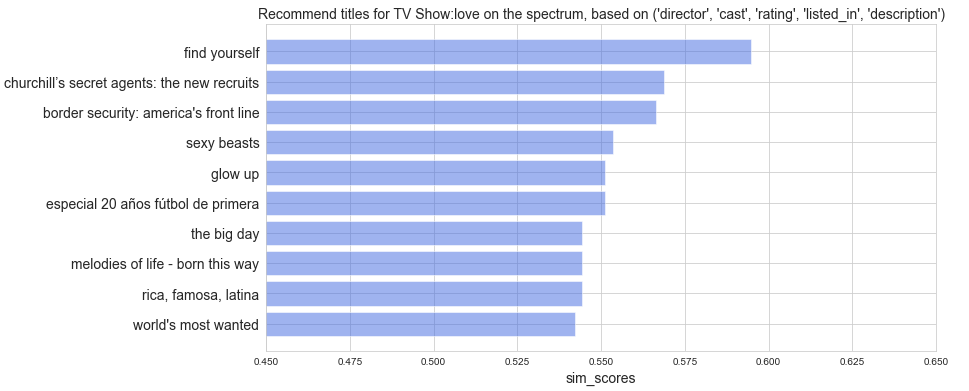 Recommend titles for TV Show:love on the spectrum, based on ('director', 'cast', 'rating', 'listed_in', 'description')
find yourself
churchill's secret agents: the new recruits
border security: america's front line
sexy beasts
glow up
especial 20 años fútbol de primera
the big day
melodies of life - born this way
rica, famosa, latina
world's most wanted
0.450 0.475 0.500 0.525 0.550 0.575 0.600 0.625 0.650
sim_scores